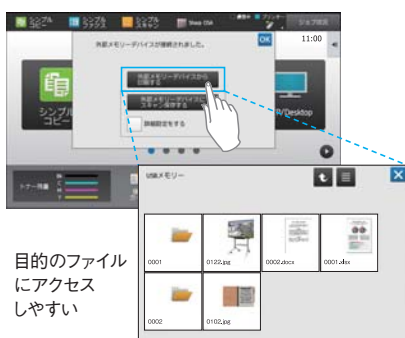 シンプル
コピー
シンプル
ファクス
シンプル
スキャン
Sharp OSA
ジョブ状況
外部メモリーデバイスが接続されました。
OK
11:00
外部メモリーデバイスから
印刷する
外部メモリーデバイスに
スキャン保存する
詳細設定をする
シンプル
コピー
/Desktop
トナー残量
USBメモリー
0001
0122.jpg
0002.docx
0001.xlsx
0002
0102.jpg
目的のファイル
にアクセス
しやすい